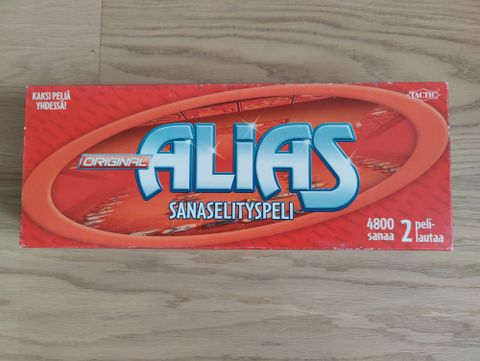 KAKSI PELIÄ
YHDESSÄ!
TACTIC®
ORIGINAL
ALIAS®
SANASELITYSPELI
4800
sanaa
2 peli-
lautaa